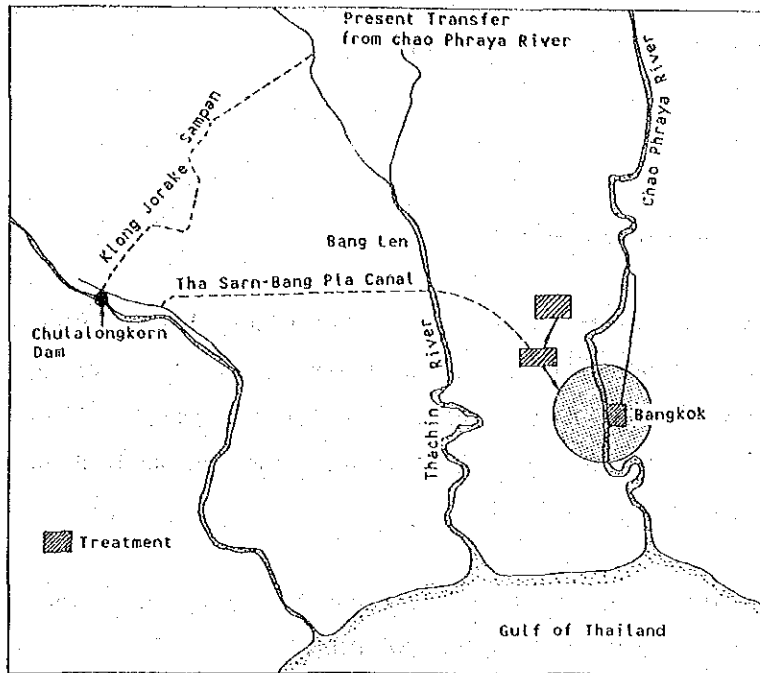 Present Transfer
from chao Phraya River
Chao Phraya River
Klong Jorake Sampan
Bang Len
Tha Sarn-Bang Pla Canal
Chulalongkorn
Dam
Thachin River
Bangkok
Treatment
Gulf of Thailand